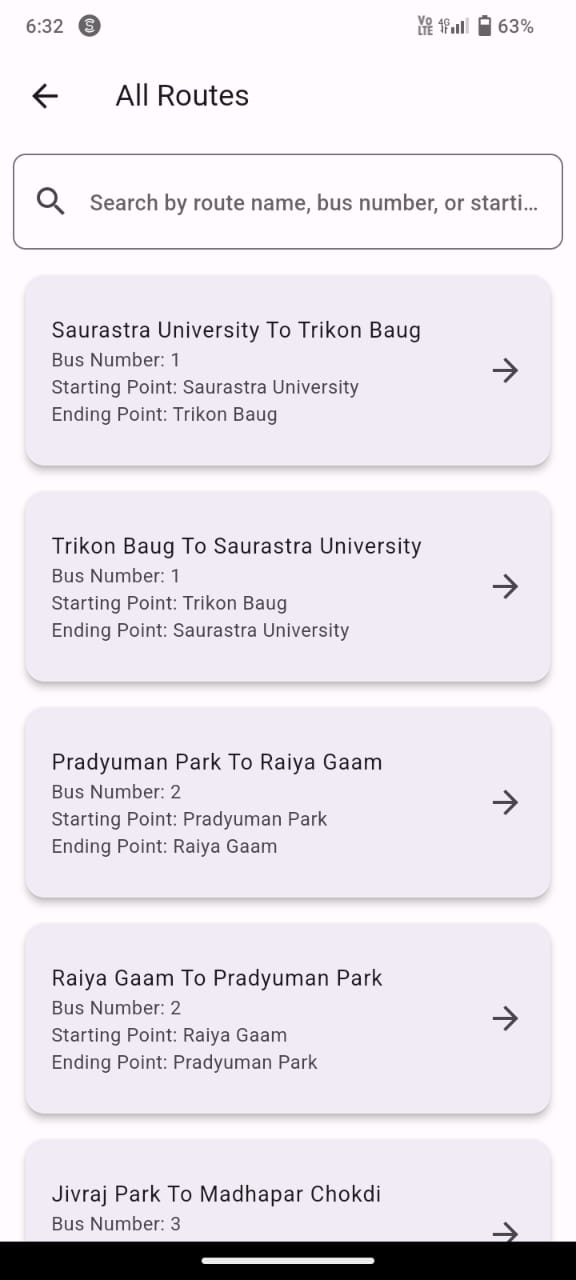 6:32
Vo LTE 4G 63%
All Routes
Search by route name, bus number, or starti...
Saurastra University To Trikon Baug
Bus Number: 1
Starting Point: Saurastra University
Ending Point: Trikon Baug
Trikon Baug To Saurastra University
Bus Number: 1
Starting Point: Trikon Baug
Ending Point: Saurastra University
Pradyuman Park To Raiya Gaam
Bus Number: 2
Starting Point: Pradyuman Park
Ending Point: Raiya Gaam
Raiya Gaam To Pradyuman Park
Bus Number: 2
Starting Point: Raiya Gaam
Ending Point: Pradyuman Park
Jivraj Park To Madhapar Chokdi
Bus Number: 3